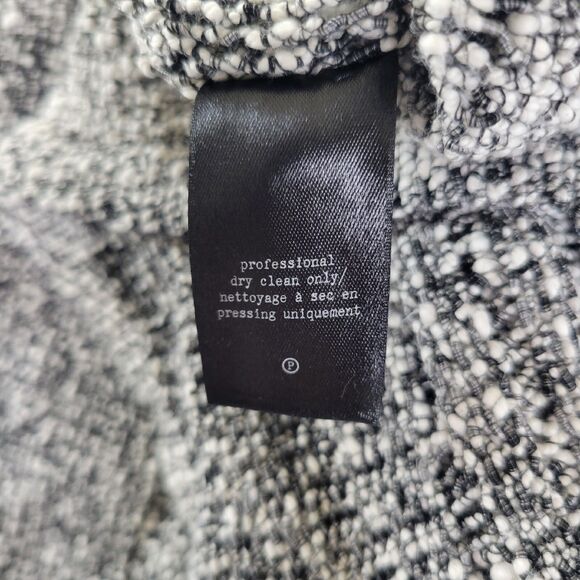 professional
dry clean only/
nettoyage à sec en
pressing uniquement
P